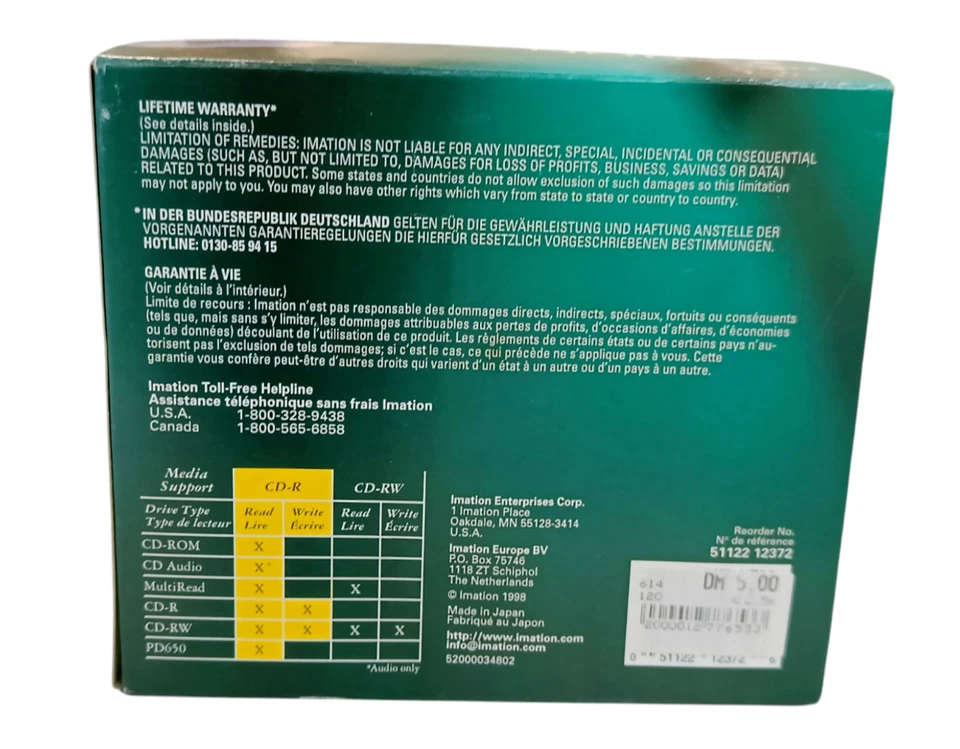 LIFETIME WARRANTY*
(See details inside.)
LIMITATION OF REMEDIES: IMATION IS NOT LIABLE FOR ANY INDIRECT, SPECIAL, INCIDENTAL OR CONSEQUENTIAL
DAMAGES (SUCH AS, BUT NOT LIMITED TO, DAMAGES FOR LOSS OF PROFITS, BUSINESS, SAVINGS OR DATA)
RELATED TO THIS PRODUCT. Some states and countries do not allow exclusion of such damages so this limitation
may not apply to you. You may also have other rights which vary from state to state or country to country.
*IN DER BUNDESREPUBLIK DEUTSCHLAND GELTEN FÜR DIE GEWÄHRLEISTUNG UND HAFTUNG ANSTELLE DER
VORGENANNTEN GARANTIEREGELUNGEN DIE HIERFÜR GESETZLICH VORGESCHRIEBENEN BESTIMMUNGEN.
HOTLINE: 0130-85 94 15
GARANTIE À VIE
(Voir détails à l'intérieur.)
Limite de recours : Imation n'est pas responsable des dommages directs, indirects, spéciaux, fortuits ou conséquents
(tels que, mais sans s'y limiter, les dommages attribuables aux pertes de profits, d'occasions d'affaires, d'économies
ou de données) découlant de l'utilisation de ce produit. Les règlements de certains états ou de certains pays n'au-
torisent pas l'exclusion de tels dommages; si c'est le cas, ce qui précède ne s'applique pas à vous. Cette
garantie vous confère peut-être d'autres droits qui varient d'un état à un autre ou d'un pays à un autre.
Imation Toll-Free Helpline
Assistance téléphonique sans frais Imation
U.S.A. 1-800-328-9438
Canada 1-800-565-6858
Media
Support
CD-R CD-RW
Drive Type
Type de lecteur
Read Write Read Write
Lire Écrire Lire Écrire
CD-ROM X
CD Audio X*
MultiRead X X
CD-R X X
CD-RW X X X X
PD650 X
*Audio only
Imation Enterprises Corp.
1 Imation Place
Oakdale, MN 55128-3414
U.S.A.
Imation Europe BV
P.O. Box 75746
1118 ZT Schiphol
The Netherlands
© Imation 1998
Made in Japan
Fabriqué au Japon
http://www.imation.com
info@imation.com
52000034802
Reorder No.
N° de référence
51122 12372
614 DM 5,00
120
2000012776533
0 51122 12372 6